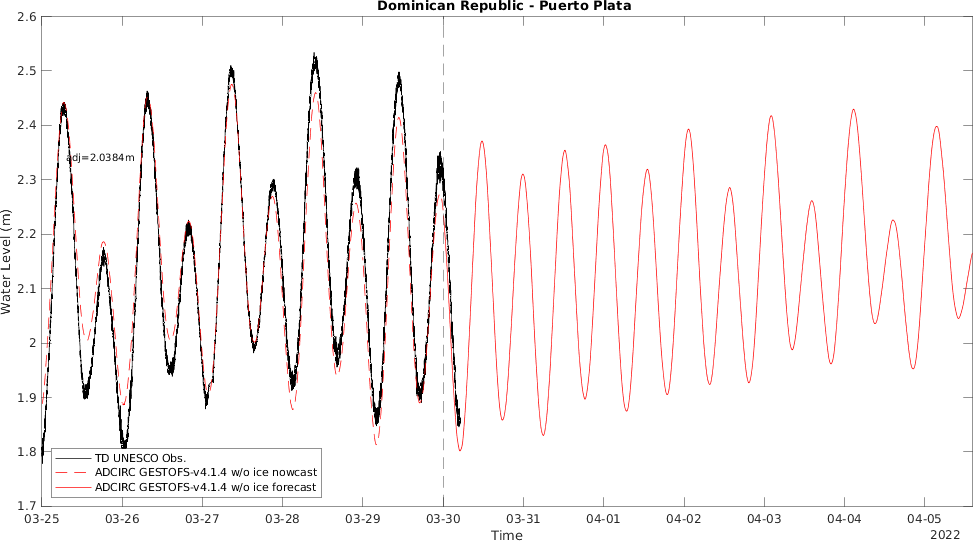 Dominican Republic - Puerto Plata
Water Level (m)
2.6
2.5
2.4
2.3
2.2
2.1
2
1.9
1.8
1.7
adj=2.0384m
TD UNESCO Obs.
ADCIRC GESTOFS-v4.1.4 w/o ice nowcast
ADCIRC GESTOFS-v4.1.4 w/o ice forecast
03-25 03-26 03-27 03-28 03-29 03-30 03-31 04-01 04-02 04-03 04-04 04-05
Time
2022